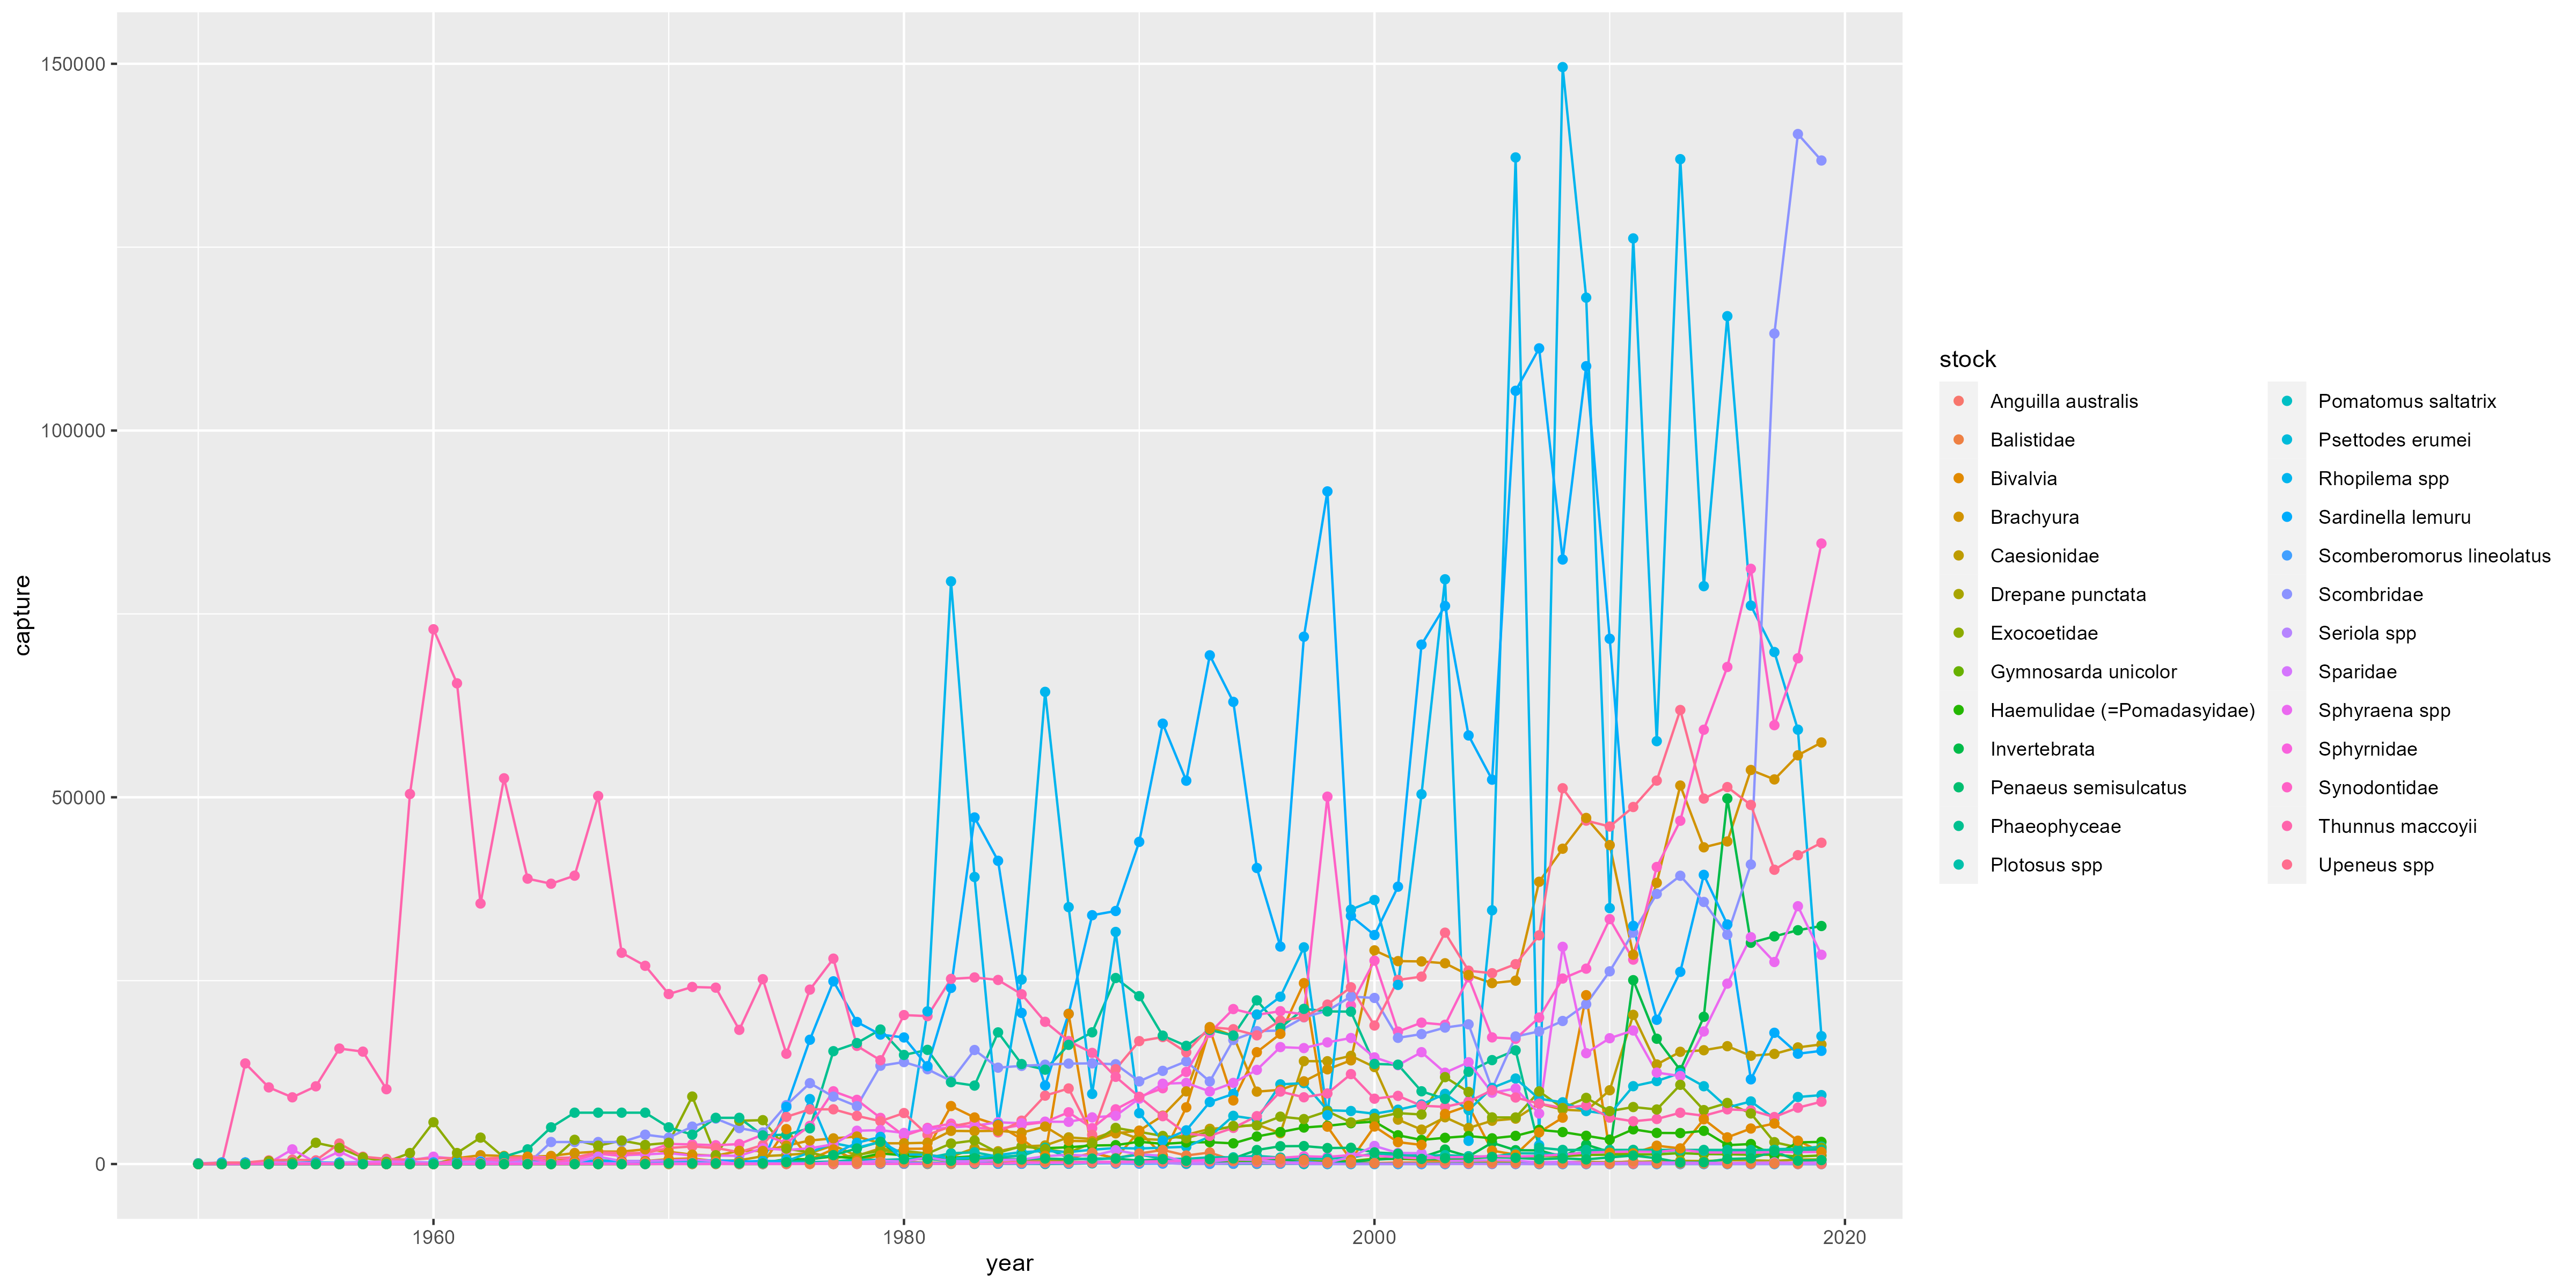 150000
100000
50000
0
capture
1960
1980
2000
2020
year
stock
Anguilla australis
Balistidae
Bivalvia
Brachyura
Caesionidae
Drepane punctata
Exocoetidae
Gymnosarda unicolor
Haemulidae (=Pomadasyidae)
Invertebrata
Penaeus semisulcatus
Phaeophyceae
Plotosus spp
Pomatomus saltatrix
Psettodes erumei
Rhopilema spp
Sardinella lemuru
Scomberomorus lineolatus
Scombridae
Seriola spp
Sparidae
Sphyraena spp
Sphyrnidae
Synodontidae
Thunnus maccoyii
Upeneus spp